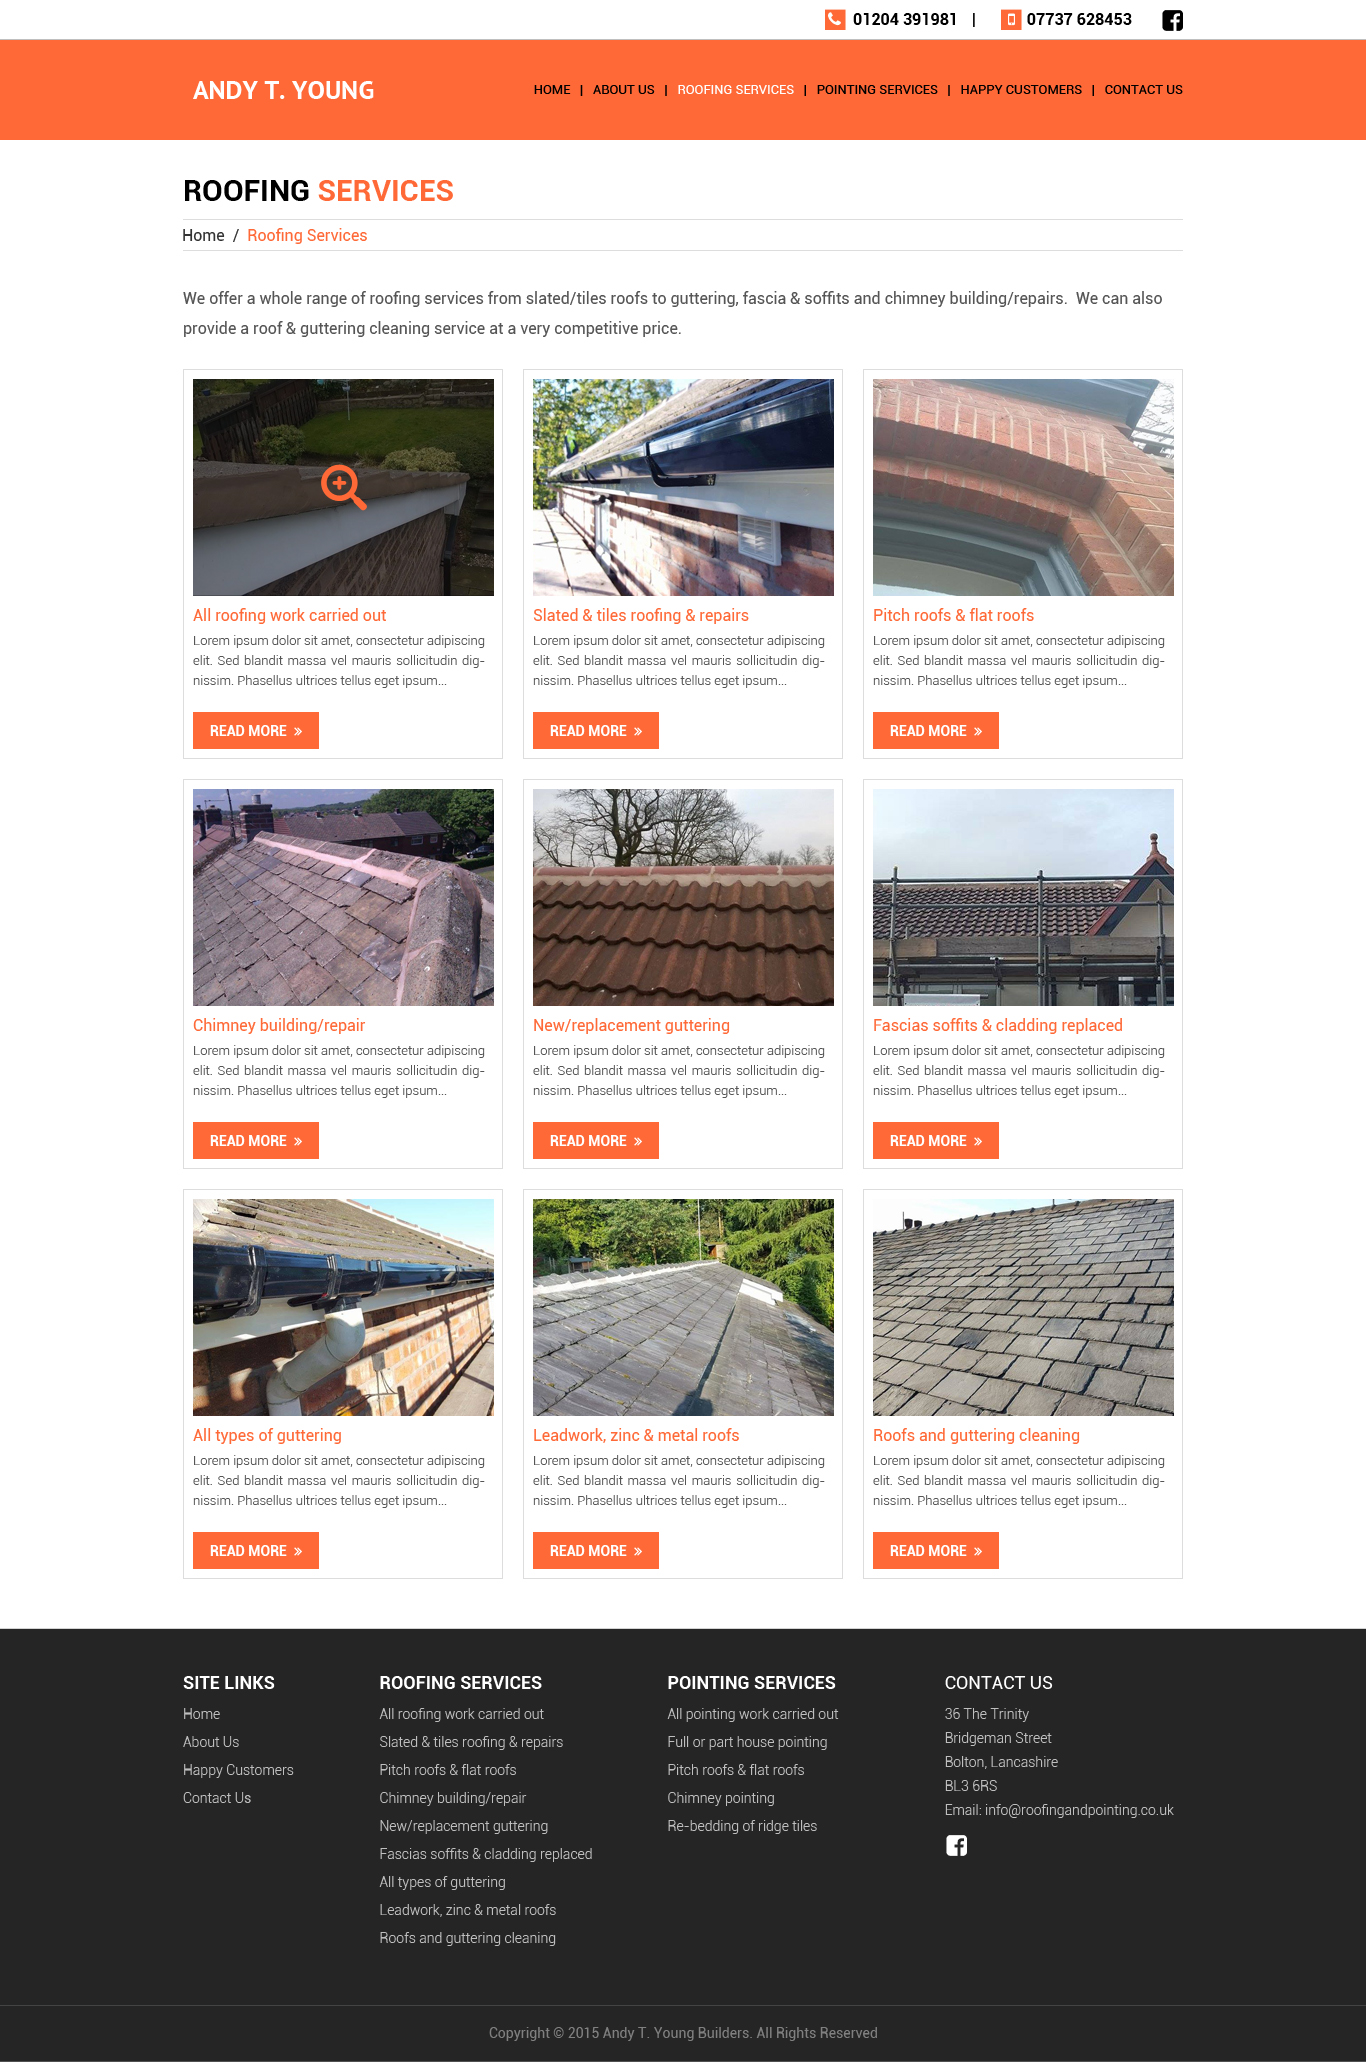 01204 391981 | 07737 628453
ANDY T. YOUNG
HOME | ABOUT US | ROOFING SERVICES | POINTING SERVICES | HAPPY CUSTOMERS | CONTACT US
ROOFING SERVICES
Home / Roofing Services
We offer a whole range of roofing services from slated/tiles roofs to guttering, fascia & soffits and chimney building/repairs. We can also
provide a roof & guttering cleaning service at a very competitive price.
All roofing work carried out
Lorem ipsum dolor sit amet, consectetur adipiscing
elit. Sed blandit massa vel mauris sollicitudin dig-
nissim. Phasellus ultrices tellus eget ipsum...
READ MORE »
Slated & tiles roofing & repairs
Lorem ipsum dolor sit amet, consectetur adipiscing
elit. Sed blandit massa vel mauris sollicitudin dig-
nissim. Phasellus ultrices tellus eget ipsum...
READ MORE »
Pitch roofs & flat roofs
Lorem ipsum dolor sit amet, consectetur adipiscing
elit. Sed blandit massa vel mauris sollicitudin dig-
nissim. Phasellus ultrices tellus eget ipsum...
READ MORE »
Chimney building/repair
Lorem ipsum dolor sit amet, consectetur adipiscing
elit. Sed blandit massa vel mauris sollicitudin dig-
nissim. Phasellus ultrices tellus eget ipsum...
READ MORE »
New/replacement guttering
Lorem ipsum dolor sit amet, consectetur adipiscing
elit. Sed blandit massa vel mauris sollicitudin dig-
nissim. Phasellus ultrices tellus eget ipsum...
READ MORE »
Fascias soffits & cladding replaced
Lorem ipsum dolor sit amet, consectetur adipiscing
elit. Sed blandit massa vel mauris sollicitudin dig-
nissim. Phasellus ultrices tellus eget ipsum...
READ MORE »
All types of guttering
Lorem ipsum dolor sit amet, consectetur adipiscing
elit. Sed blandit massa vel mauris sollicitudin dig-
nissim. Phasellus ultrices tellus eget ipsum...
READ MORE »
Leadwork, zinc & metal roofs
Lorem ipsum dolor sit amet, consectetur adipiscing
elit. Sed blandit massa vel mauris sollicitudin dig-
nissim. Phasellus ultrices tellus eget ipsum...
READ MORE »
Roofs and guttering cleaning
Lorem ipsum dolor sit amet, consectetur adipiscing
elit. Sed blandit massa vel mauris sollicitudin dig-
nissim. Phasellus ultrices tellus eget ipsum...
READ MORE »
SITE LINKS
Home
About Us
Happy Customers
Contact Us
ROOFING SERVICES
All roofing work carried out
Slated & tiles roofing & repairs
Pitch roofs & flat roofs
Chimney building/repair
New/replacement guttering
Fascias soffits & cladding replaced
All types of guttering
Leadwork, zinc & metal roofs
Roofs and guttering cleaning
POINTING SERVICES
All pointing work carried out
Full or part house pointing
Pitch roofs & flat roofs
Chimney pointing
Re-bedding of ridge tiles
CONTACT US
36 The Trinity
Bridgeman Street
Bolton, Lancashire
BL3 6RS
Email: info@roofingandpointing.co.uk
Copyright © 2015 Andy T. Young Builders. All Rights Reserved